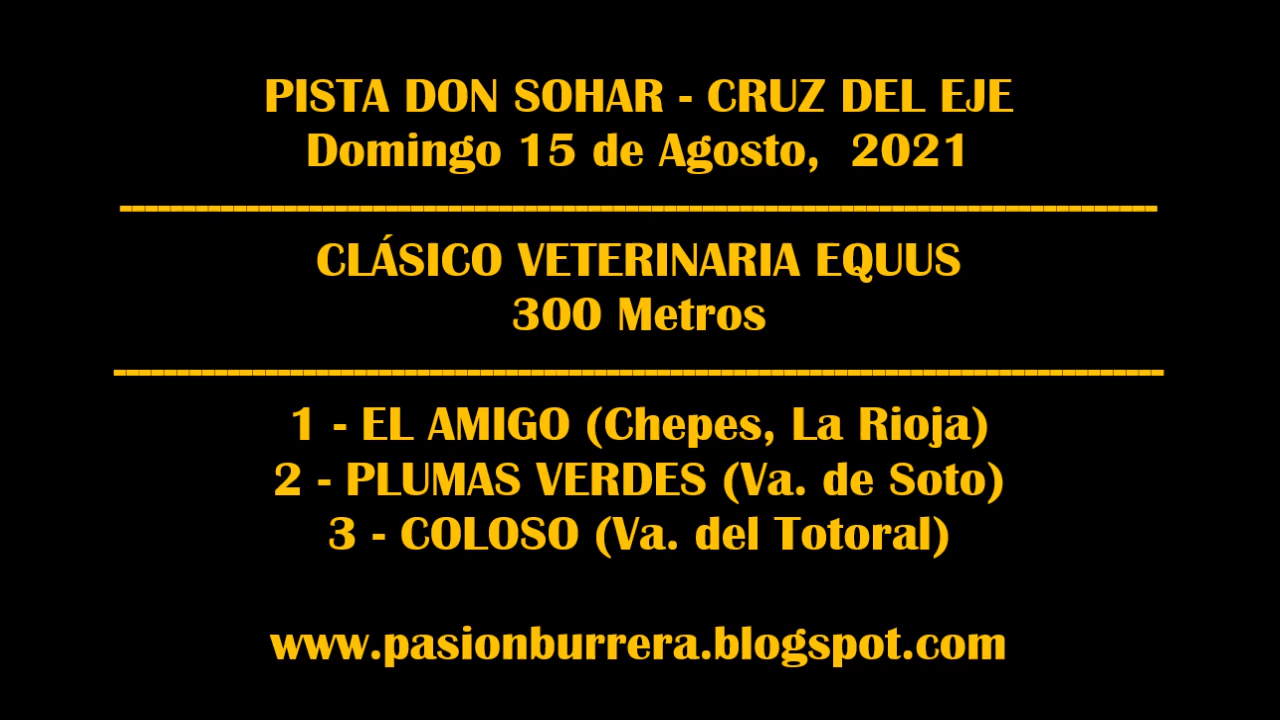 PISTA DON SOHAR - CRUZ DEL EJE
Domingo 15 de Agosto, 2021
CLÁSICO VETERINARIA EQUUS
300 Metros
1 - EL AMIGO (Chepes, La Rioja)
2 - PLUMAS VERDES (Va. de Soto)
3 - COLOSO (Va. del Totoral)
www.pasionburrera.blogspot.com